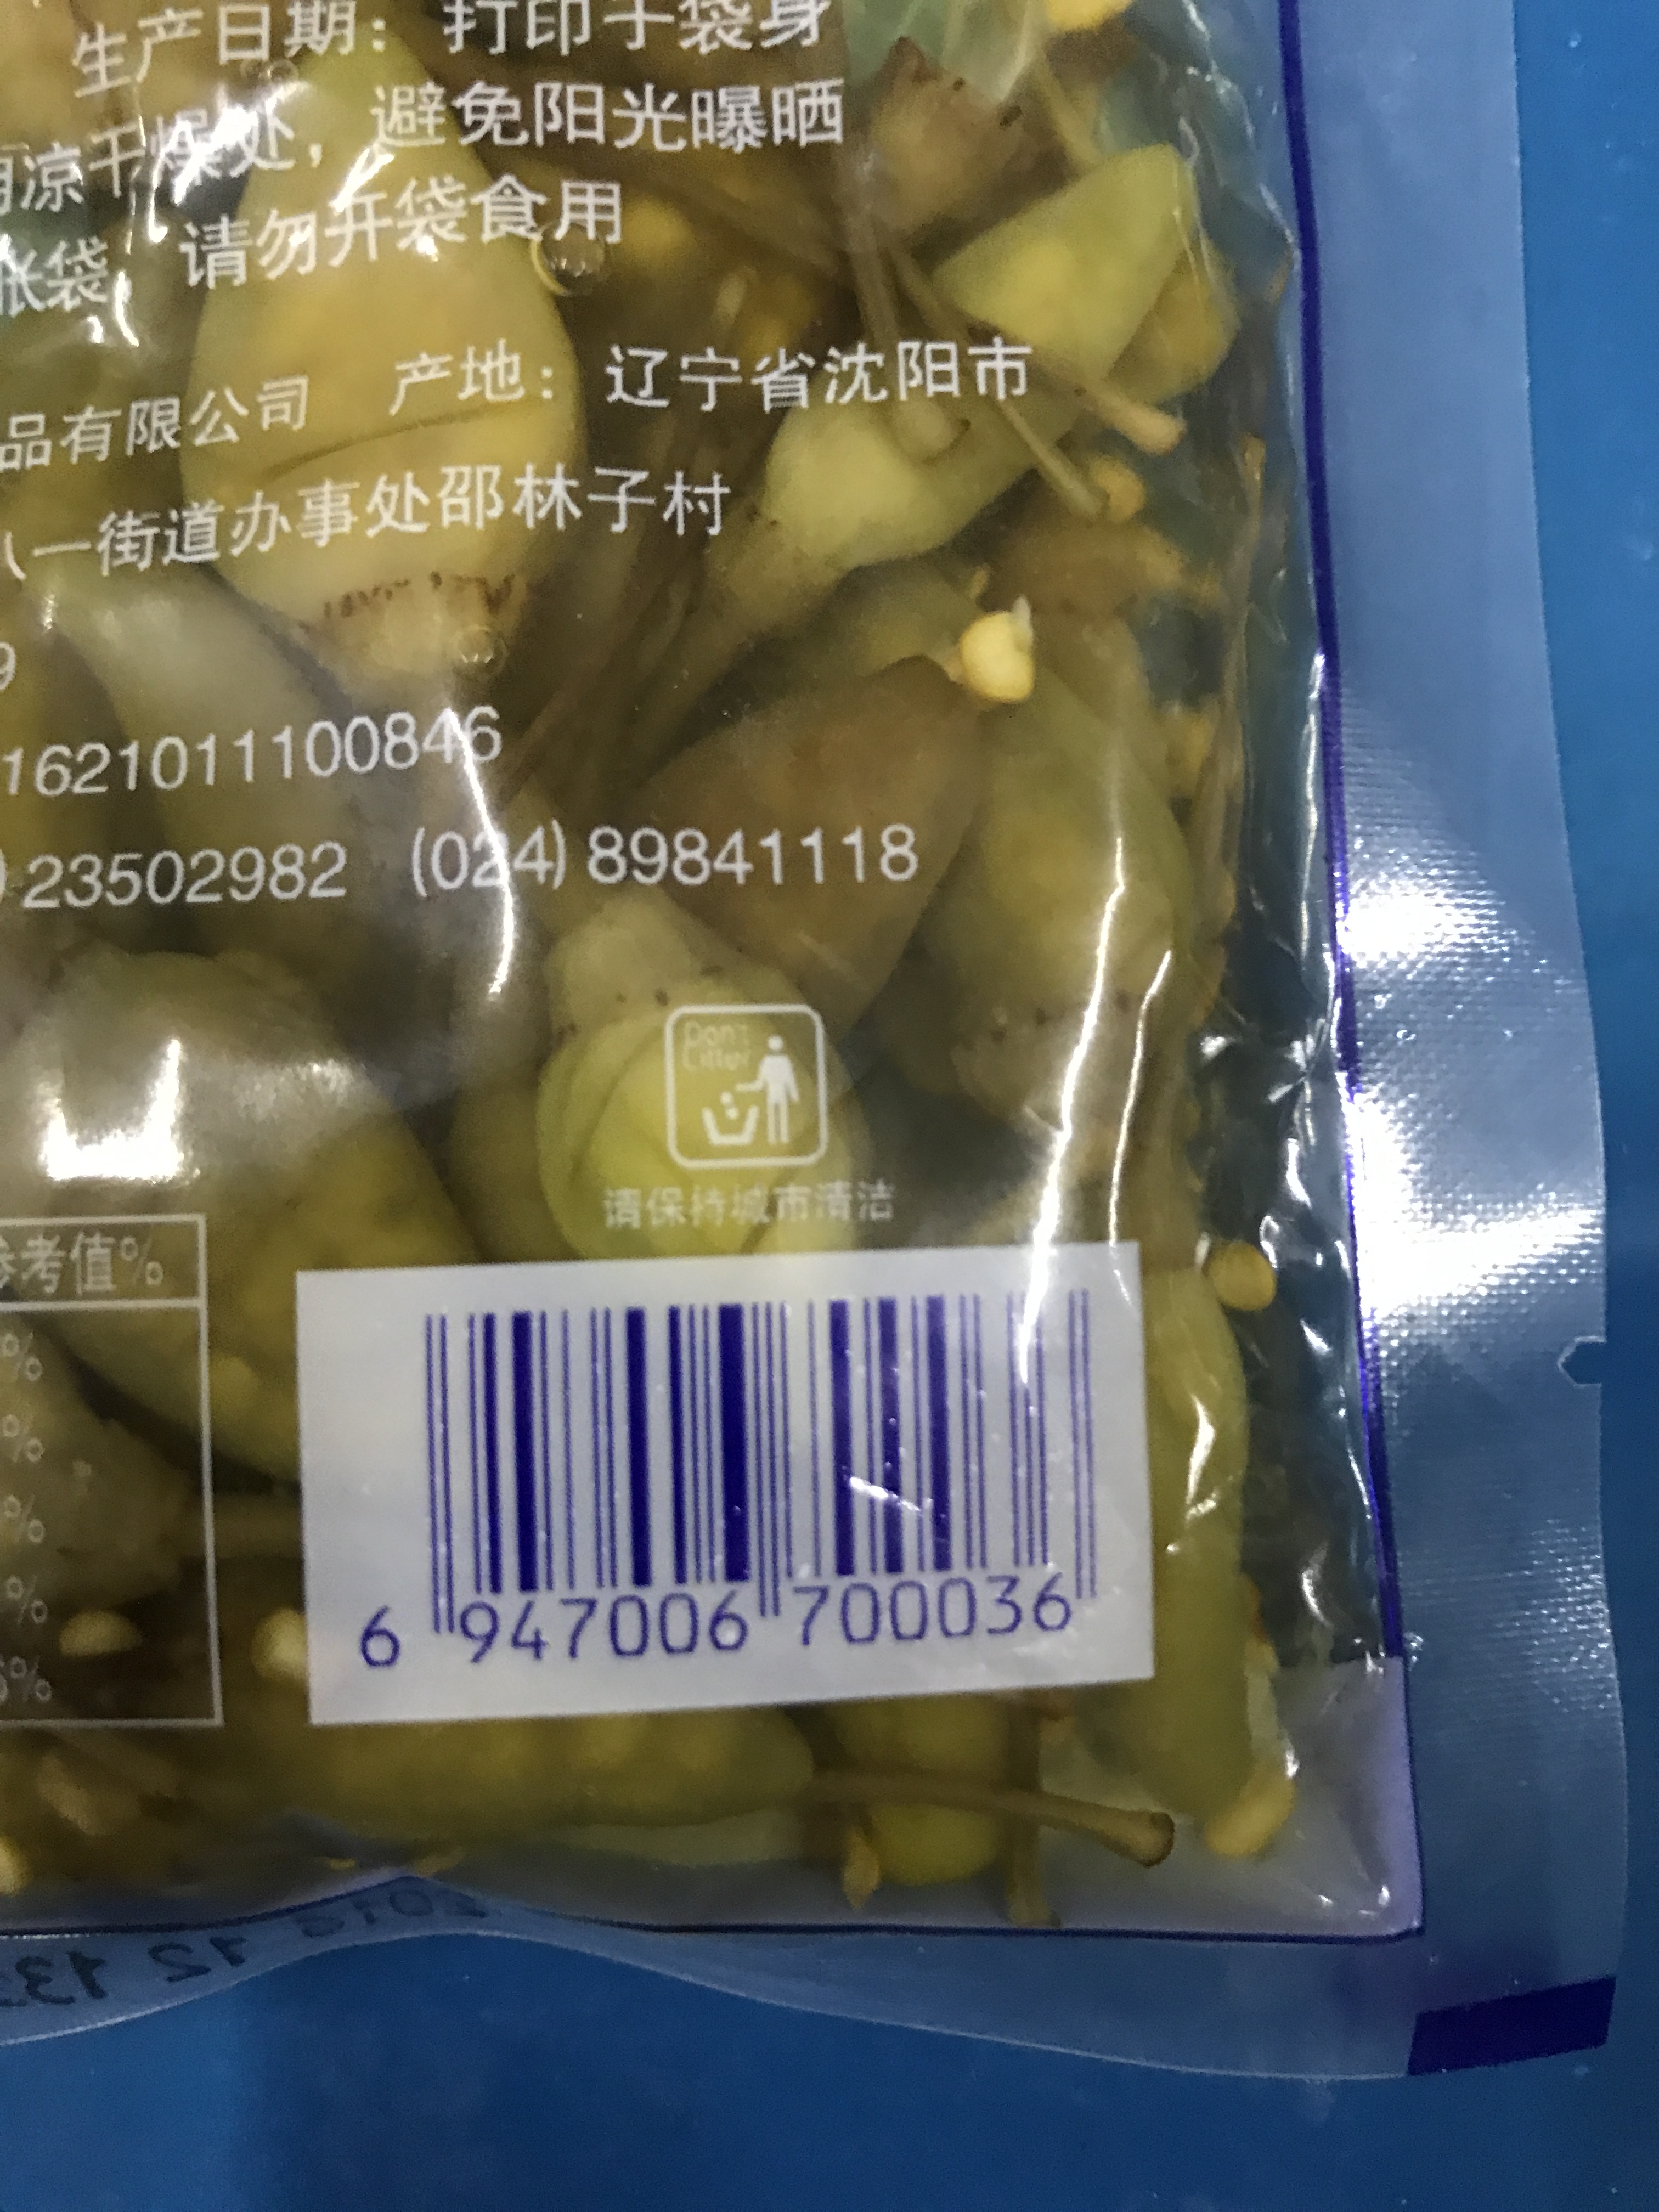 生产日期： 打印于袋身
凉干燥处，避免阳光曝晒
胀袋，请勿开袋食用
品有限公司 产地：辽宁省沈阳市
八一街道办事处邵林子村
9
1621011100846
) 23502982 (024) 89841118
Don't
Litter
请保持城市清洁
参考值%
%
%
%
%
6%
6 947006 700036